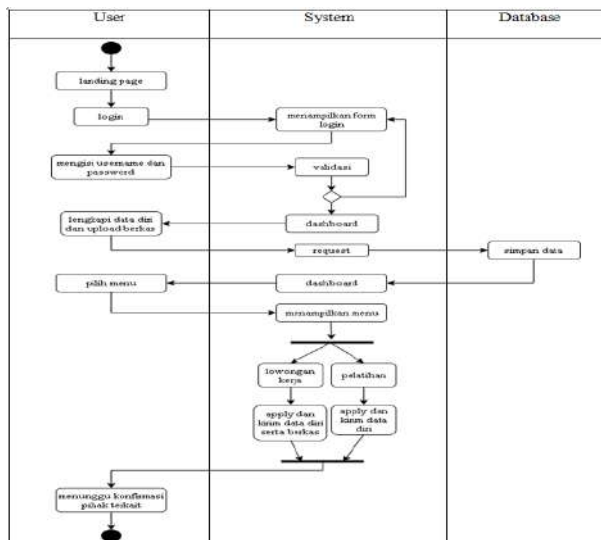 User
System
Database
landing page
login
menampilkan form
login
mengisi username dan
password
validasi
lengkapi data diri
dan upload berkas
dashboard
request
simpan data
pilih menu
dashboard
menampilkan menu
lowongan
kerja
pelatihan
apply dan
kirim data diri
serta berkas
apply dan
kirim data
diri
menunggu konfirmasi
pihak terkait